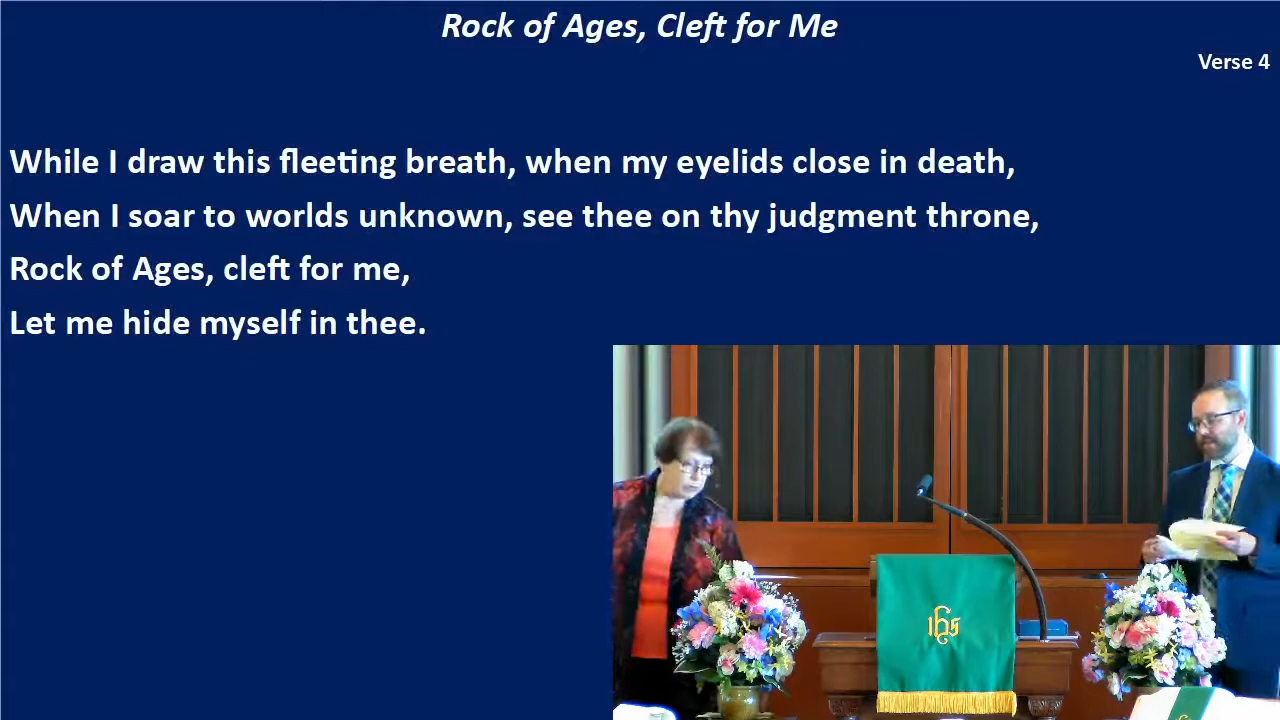 Rock of Ages, Cleft for Me
Verse 4
While I draw this fleeting breath, when my eyelids close in death,
When I soar to worlds unknown, see thee on thy judgment throne,
Rock of Ages, cleft for me,
Let me hide myself in thee.
ihs